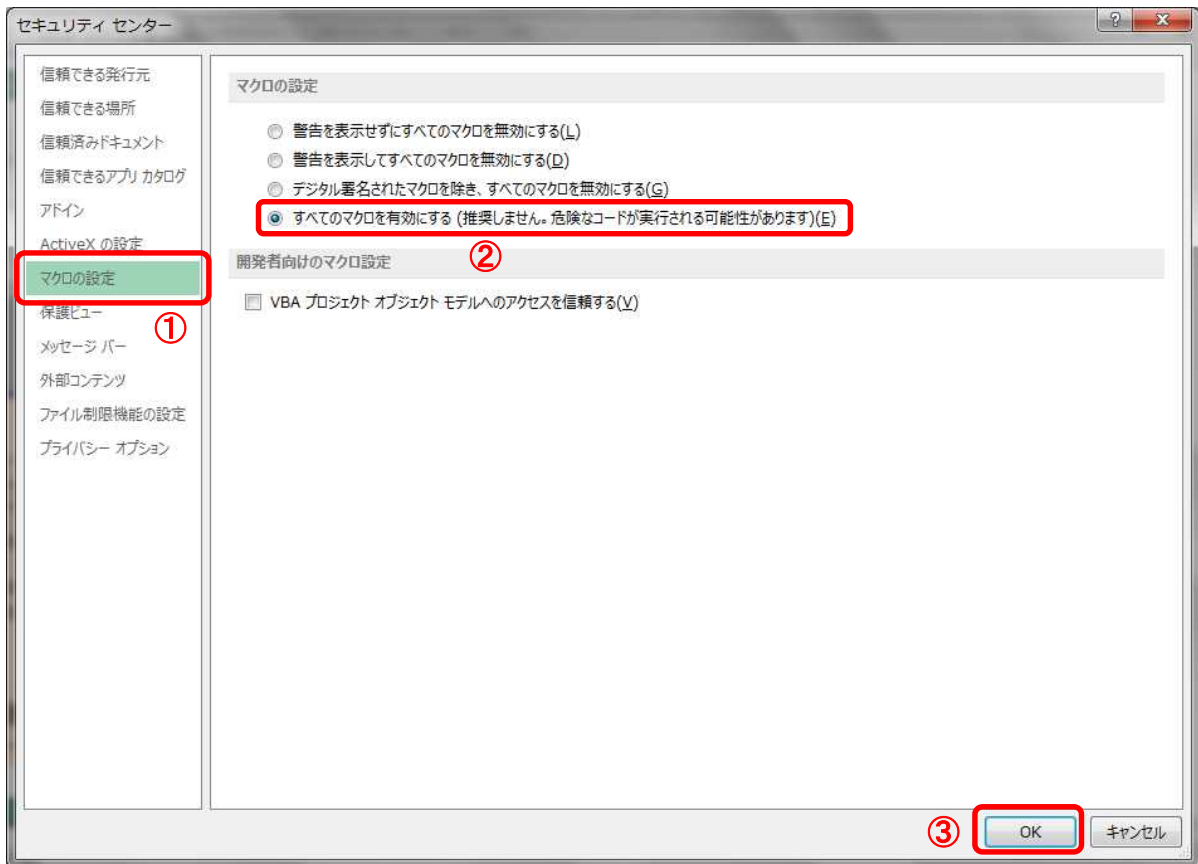 セキュリティ センター
?
信頼できる発行元
信頼できる場所
信頼済みドキュメント
信頼できるアプリ カタログ
アドイン
ActiveX の設定
マクロの設定
①
保護ビュー
メッセージ バー
外部コンテンツ
ファイル制限機能の設定
プライバシー オプション
マクロの設定
警告を表示せずにすべてのマクロを無効にする(L)
警告を表示してすべてのマクロを無効にする(D)
デジタル署名されたマクロを除き、すべてのマクロを無効にする(G)
すべてのマクロを有効にする (推奨しません。危険なコードが実行される可能性があります)(E)
②
開発者向けのマクロ設定
VBA プロジェクト オブジェクト モデルへのアクセスを信頼する(V)
③
OK
キャンセル